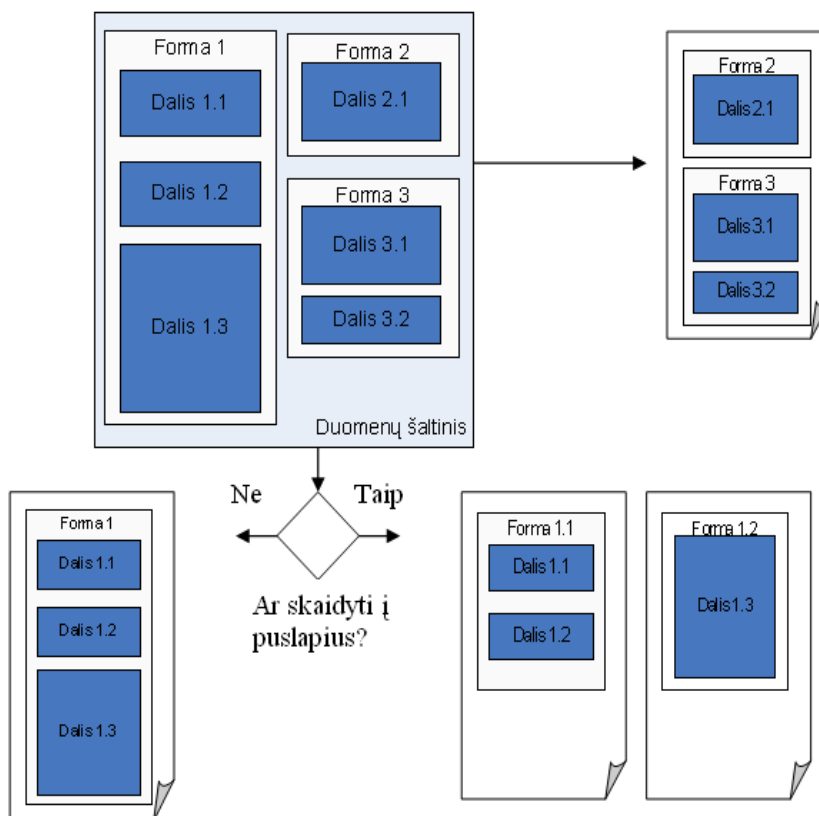 Forma 1
Dalis 1.1
Dalis 1.2
Dalis 1.3
Forma 2
Dalis 2.1
Forma 3
Dalis 3.1
Dalis 3.2
Duomenų šaltinis
Forma 2
Dalis 2.1
Forma 3
Dalis 3.1
Dalis 3.2
Ne
Taip
Ar skaidyti į
puslapius?
Forma 1
Dalis 1.1
Dalis 1.2
Dalis 1.3
Forma 1.1
Dalis 1.1
Dalis 1.2
Forma 1.2
Dalis 1.3